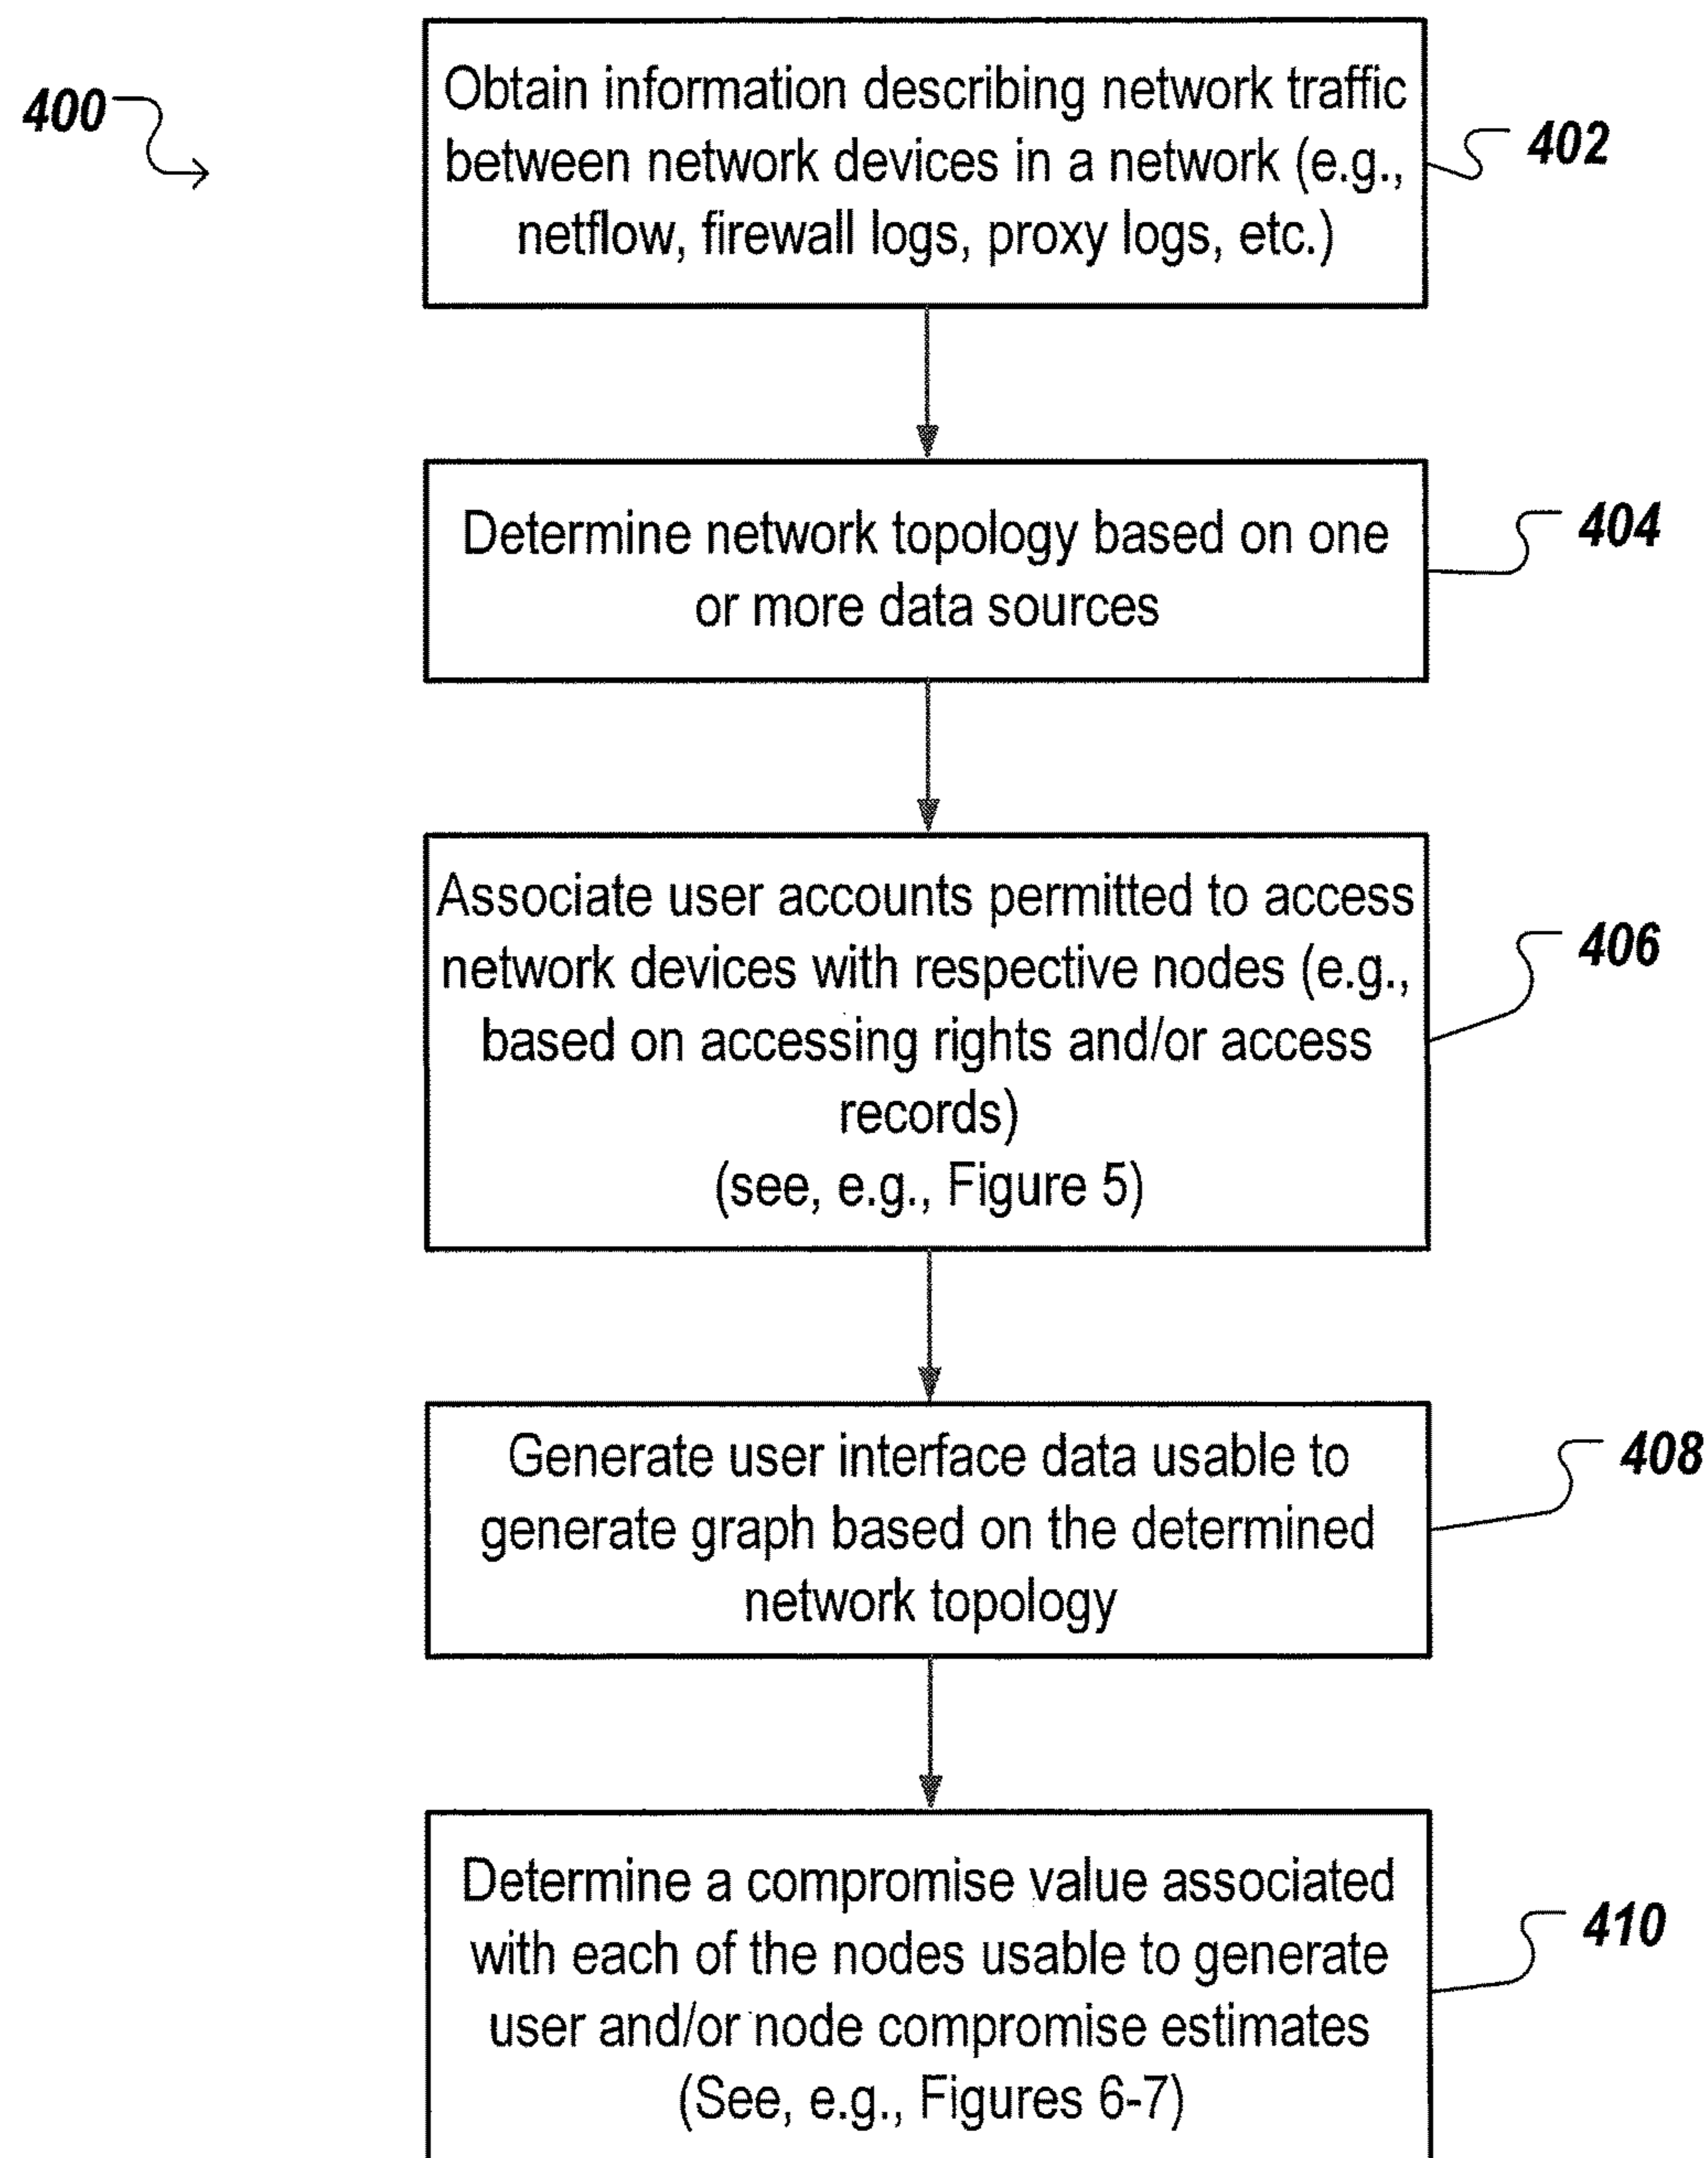 400
Obtain information describing network traffic
between network devices in a network (e.g.,
netflow, firewall logs, proxy logs, etc.)
402
Determine network topology based on one
or more data sources
404
Associate user accounts permitted to access
network devices with respective nodes (e.g.,
based on accessing rights and/or access
records)
(see, e.g., Figure 5)
406
Generate user interface data usable to
generate graph based on the determined
network topology
408
Determine a compromise value associated
with each of the nodes usable to generate
user and/or node compromise estimates
(See, e.g., Figures 6-7)
410